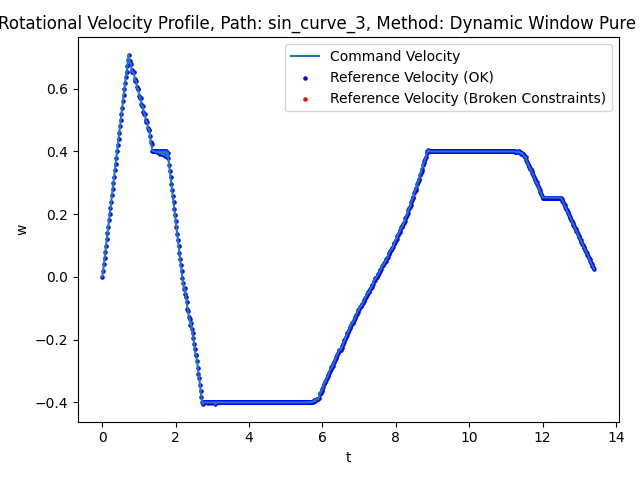 Rotational Velocity Profile, Path: sin_curve_3, Method: Dynamic Window Pure
Command Velocity
Reference Velocity (OK)
Reference Velocity (Broken Constraints)
0.6
0.4
0.2
0.0
−0.2
−0.4
w
0
2
4
6
8
10
12
14
t